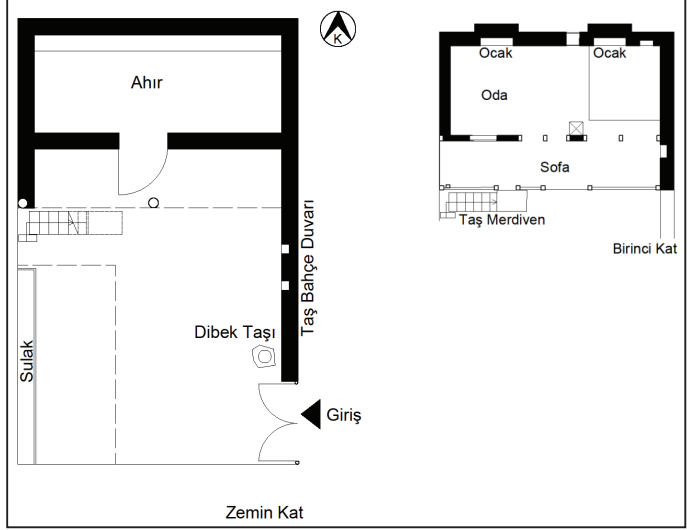 K
Ahır
Taş Bahçe Duvarı
Dibek Taşı
Sulak
Giriş
Zemin Kat
Ocak
Ocak
Oda
Sofa
Taş Merdiven
Birinci Kat